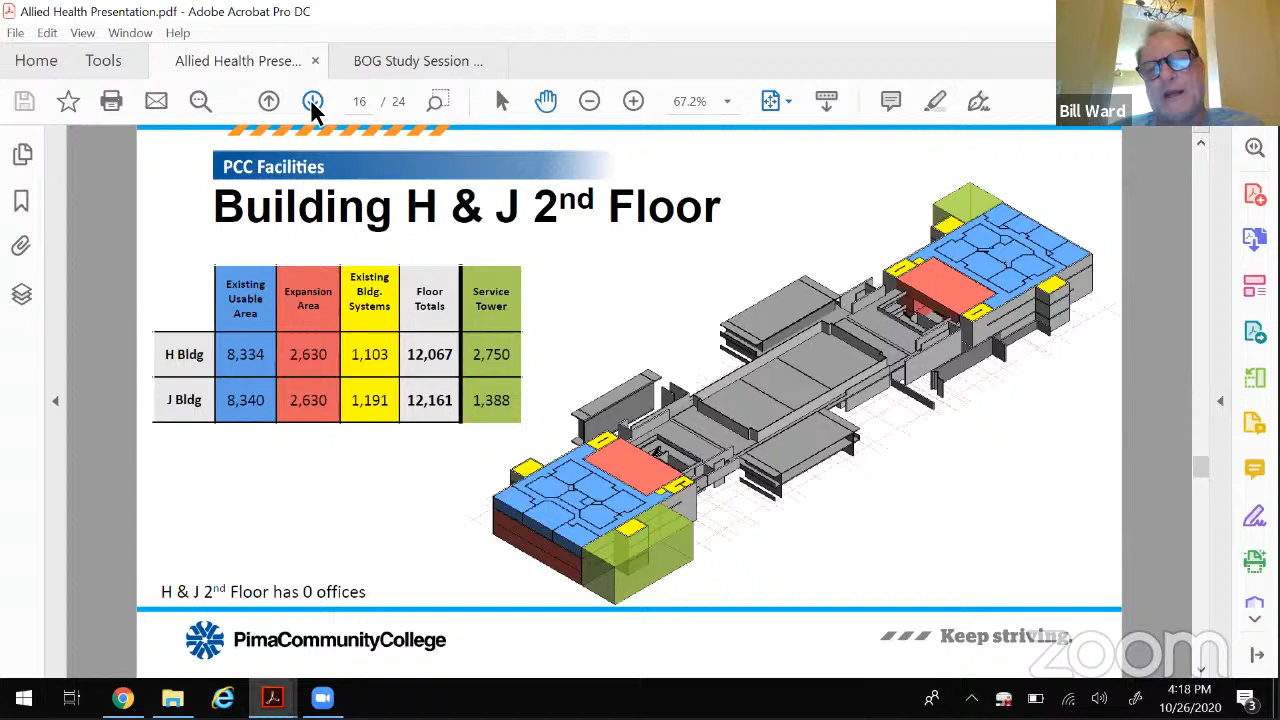 Allied Health Presentation.pdf - Adobe Acrobat Pro DC
File Edit View Window Help
Home Tools Allied Health Prese... × BOG Study Session ...
16 / 24 67.2%
Bill Ward
PCC Facilities
Building H & J 2nd Floor
Existing Usable Area Expansion Area Existing Bldg. Systems Floor Totals Service Tower
H Bldg 8,334 2,630 1,103 12,067 2,750
J Bldg 8,340 2,630 1,191 12,161 1,388
H & J 2nd Floor has 0 offices
PimaCommunityCollege
Keep striving.
zoom
4:18 PM
10/26/2020
3